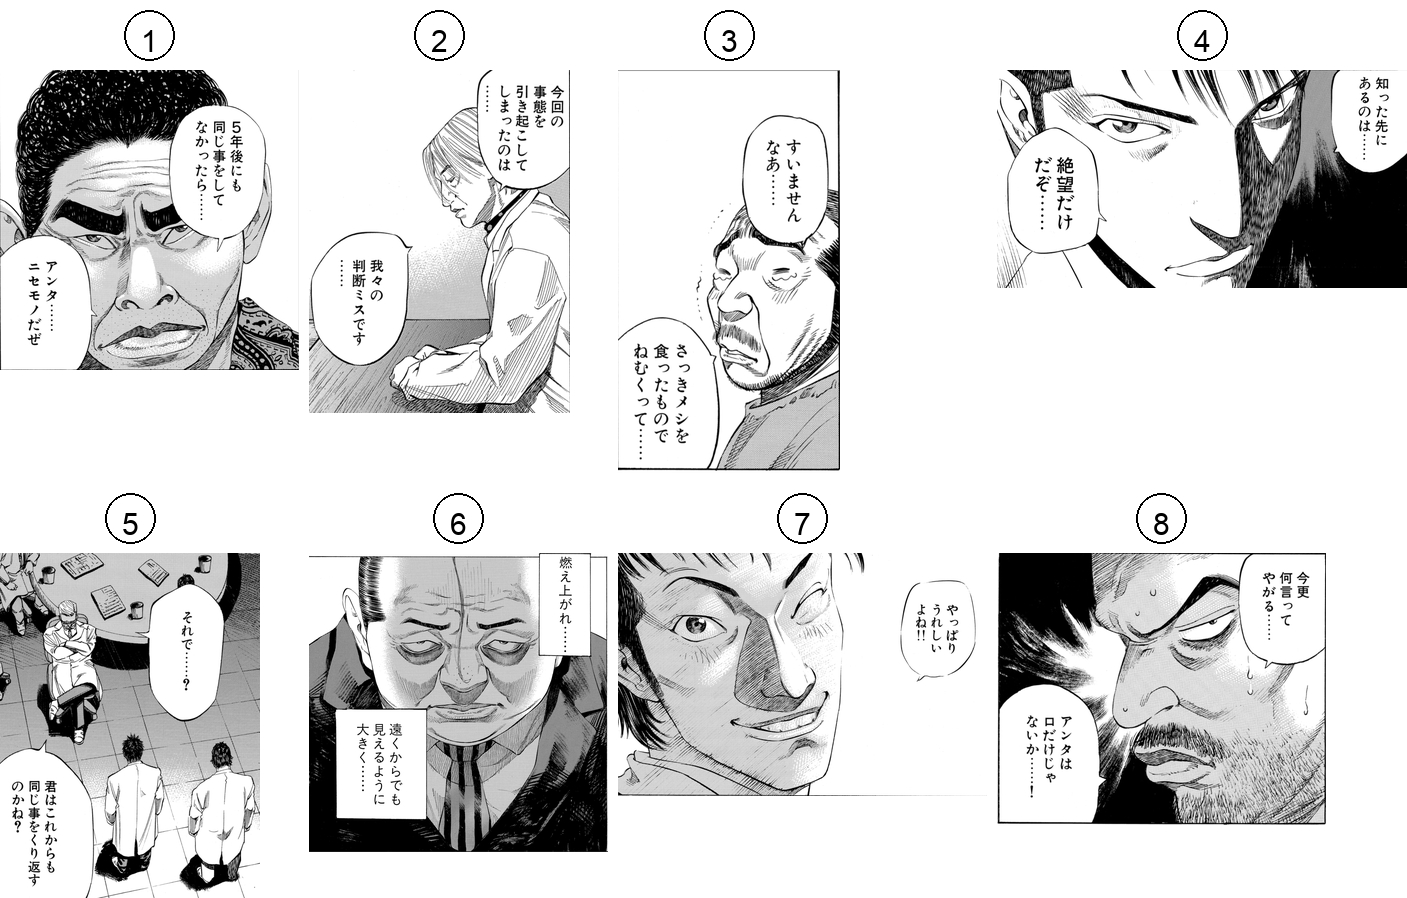 1
5年後にも
同じ事をして
なかったら……
アンタ……
ニセモノだぜ
2
今回の
事態を
引き起こして
しまったのは
……
我々の
判断ミスです
……
3
すいません
なあ……
さっきメシを
食ったもので
ねむくって……
4
知った先に
あるのは……
絶望だけ
だぞ……
5
それで……?
君はこれからも
同じ事をくり返す
のかね?
6
燃え上がれ……
遠くからでも
見えるように
大きく……
7
やっぱり
うれしい
よね!!
8
今更
何言って
やがる……
アンタは
口だけじゃ
ないか……!